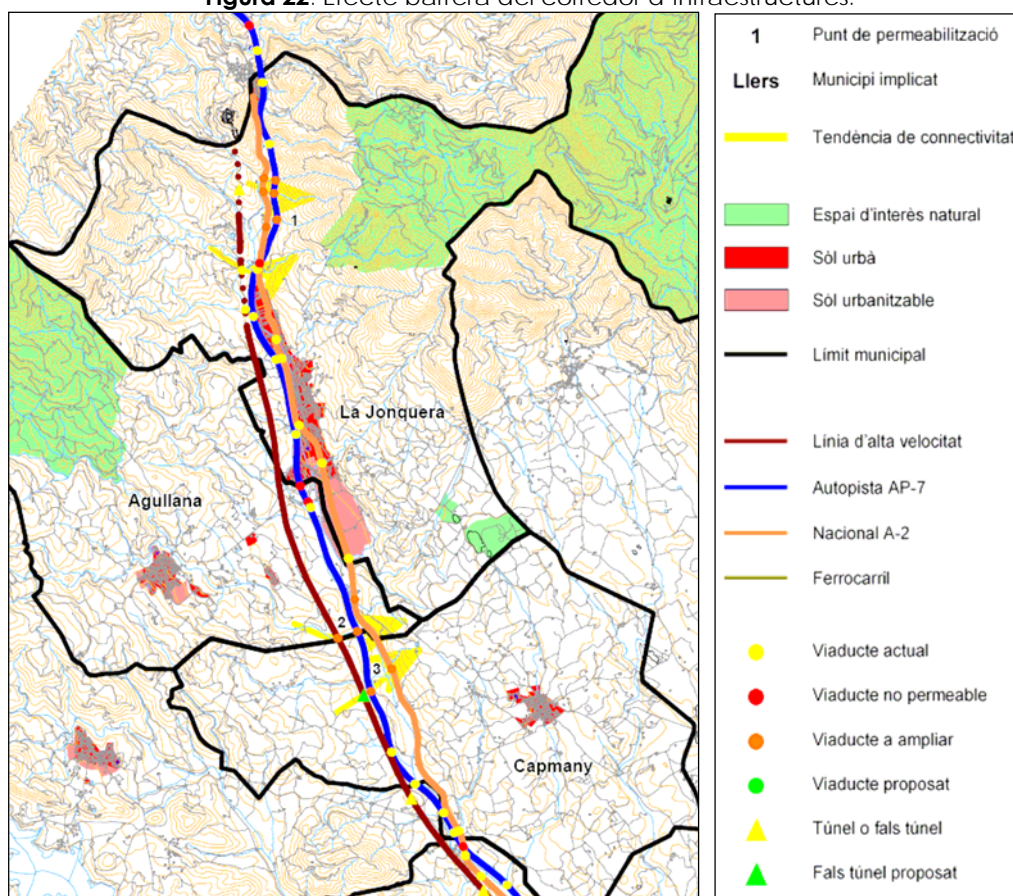 Figura 22. Efecte barrera del corredor d'infraestructures.
1
La Jonquera
Agullana
2
3
Capmany
1 Punt de permeabilització
Llers Municipi implicat
Tendència de connectivitat
Espai d'interès natural
Sòl urbà
Sòl urbanitzable
Límit municipal
Línia d'alta velocitat
Autopista AP-7
Nacional A-2
Ferrocarril
Viaducte actual
Viaducte no permeable
Viaducte a ampliar
Viaducte proposat
Túnel o fals túnel
Fals túnel proposat